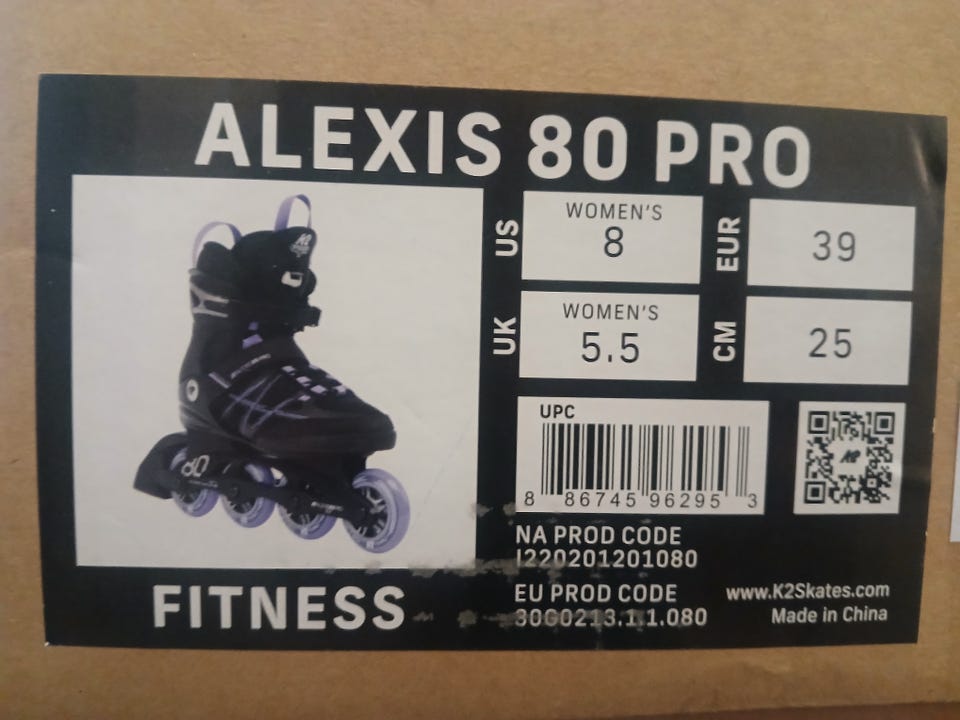 ALEXIS 80 PRO
US
WOMEN'S
8
EUR
39
UK
WOMEN'S
5.5
CM
25
80
UPC
8 86745 96295 3
NA PROD CODE
I220201201080
EU PROD CODE
30G0213.1.1.080
FITNESS
www.K2Skates.com
Made in China